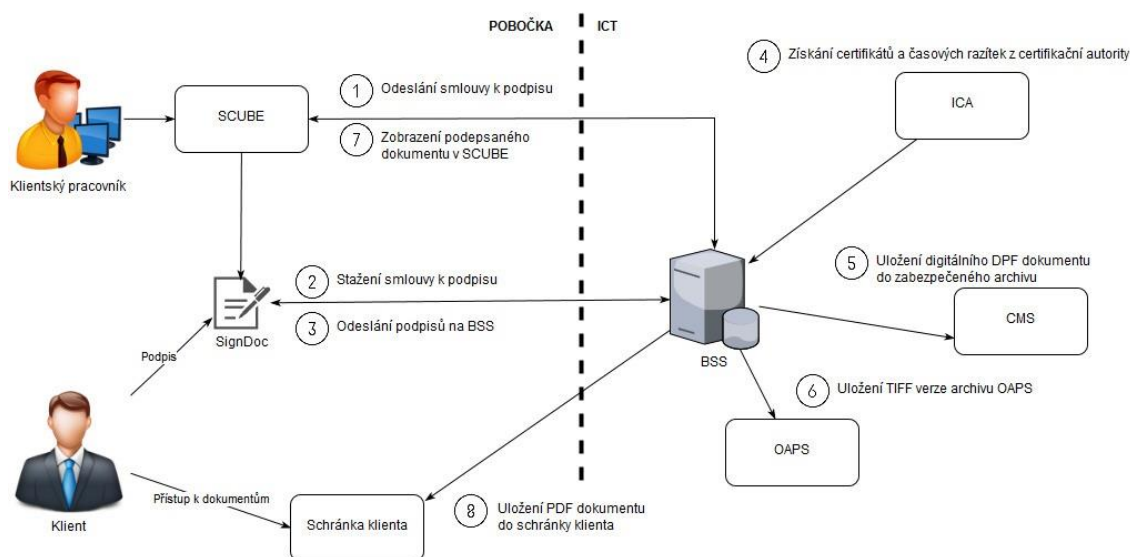 POBOČKA
ICT
4
Získání certifikátů a časových razítek z certifikační autority
1
Odeslání smlouvy k podpisu
SCUBE
ICA
7
Zobrazení podepsaného
dokumentu v SCUBE
Klientský pracovník
5
Uložení digitálního DPF dokumentu
do zabezpečeného archivu
2
Stažení smlouvy k podpisu
3
Odeslání podpisů na BSS
SignDoc
CMS
BSS
Podpis
6
Uložení TIFF verze archivu OAPS
OAPS
Přístup k dokumentům
Klient
Schránka klienta
8
Uložení PDF dokumentu
do schránky klienta